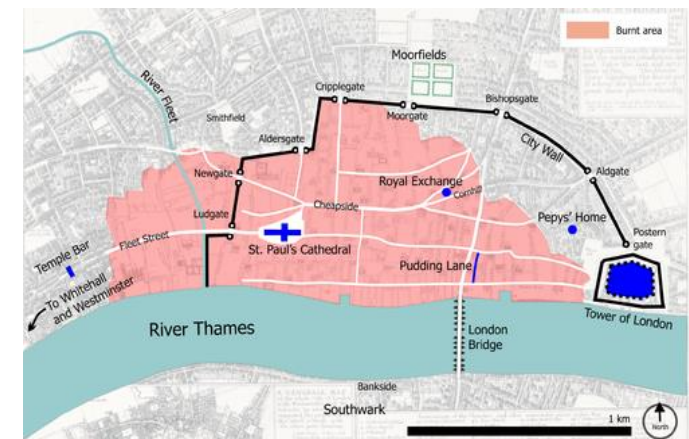 Burnt area
Moorfields
River Fleet
Cripplegate
Bishopsgate
Smithfield
Moorgate
Aldersgate
City Wall
Aldgate
Newgate
Royal Exchange
Cornhill
Cheapside
Ludgate
Pepys' Home
Postern
gate
Fleet Street
St. Paul's Cathedral
Temple Bar
Pudding Lane
To Whitehall
and Westminster
Tower of London
River Thames
London
Bridge
Bankside
Southwark
1 km
North